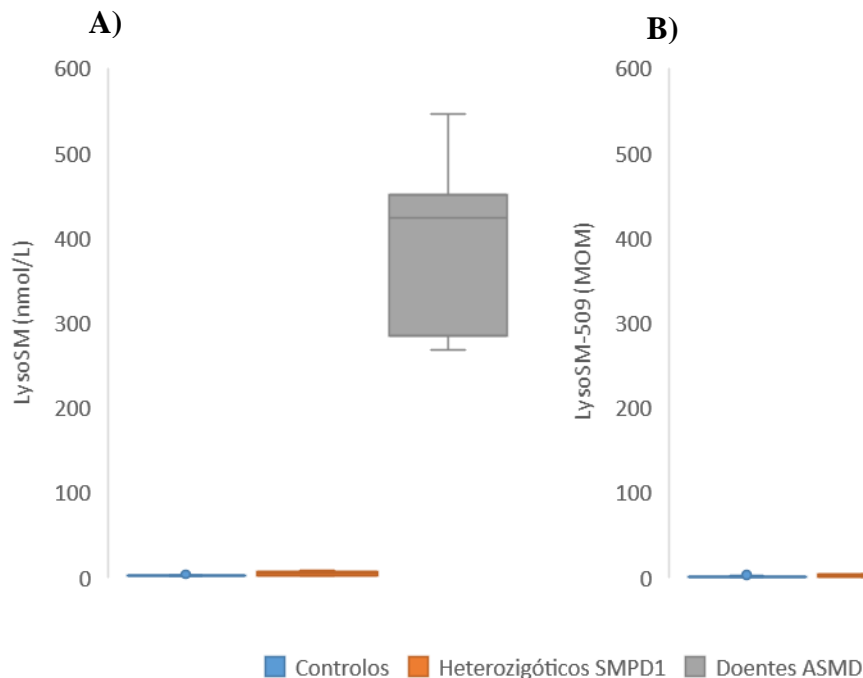 A)
B)
600
500
400
300
200
100
0
LysoSM (nmol/L)
600
500
400
300
200
100
0
LysoSM-509 (MOM)
Controlos Heterozigóticos SMPD1 Doentes ASMD